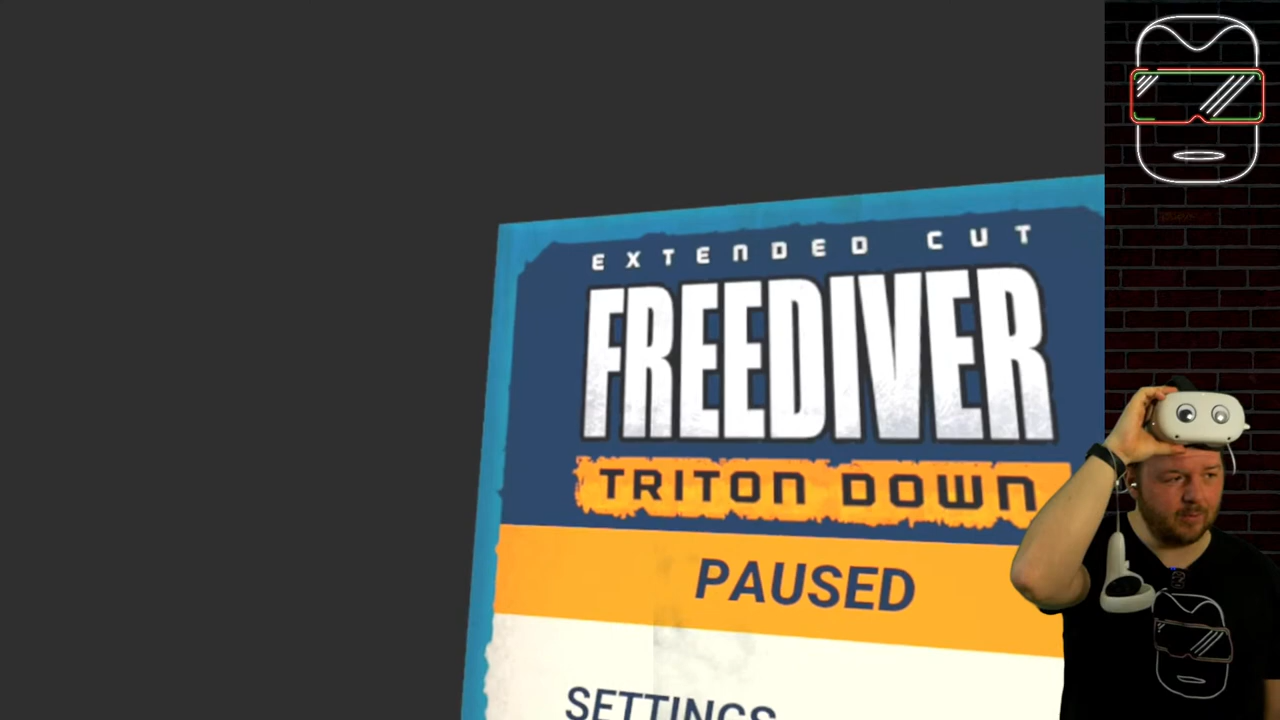 EXTENDED CUT
FREEDIVER
TRITON DOWN
PAUSED
SETTINGS